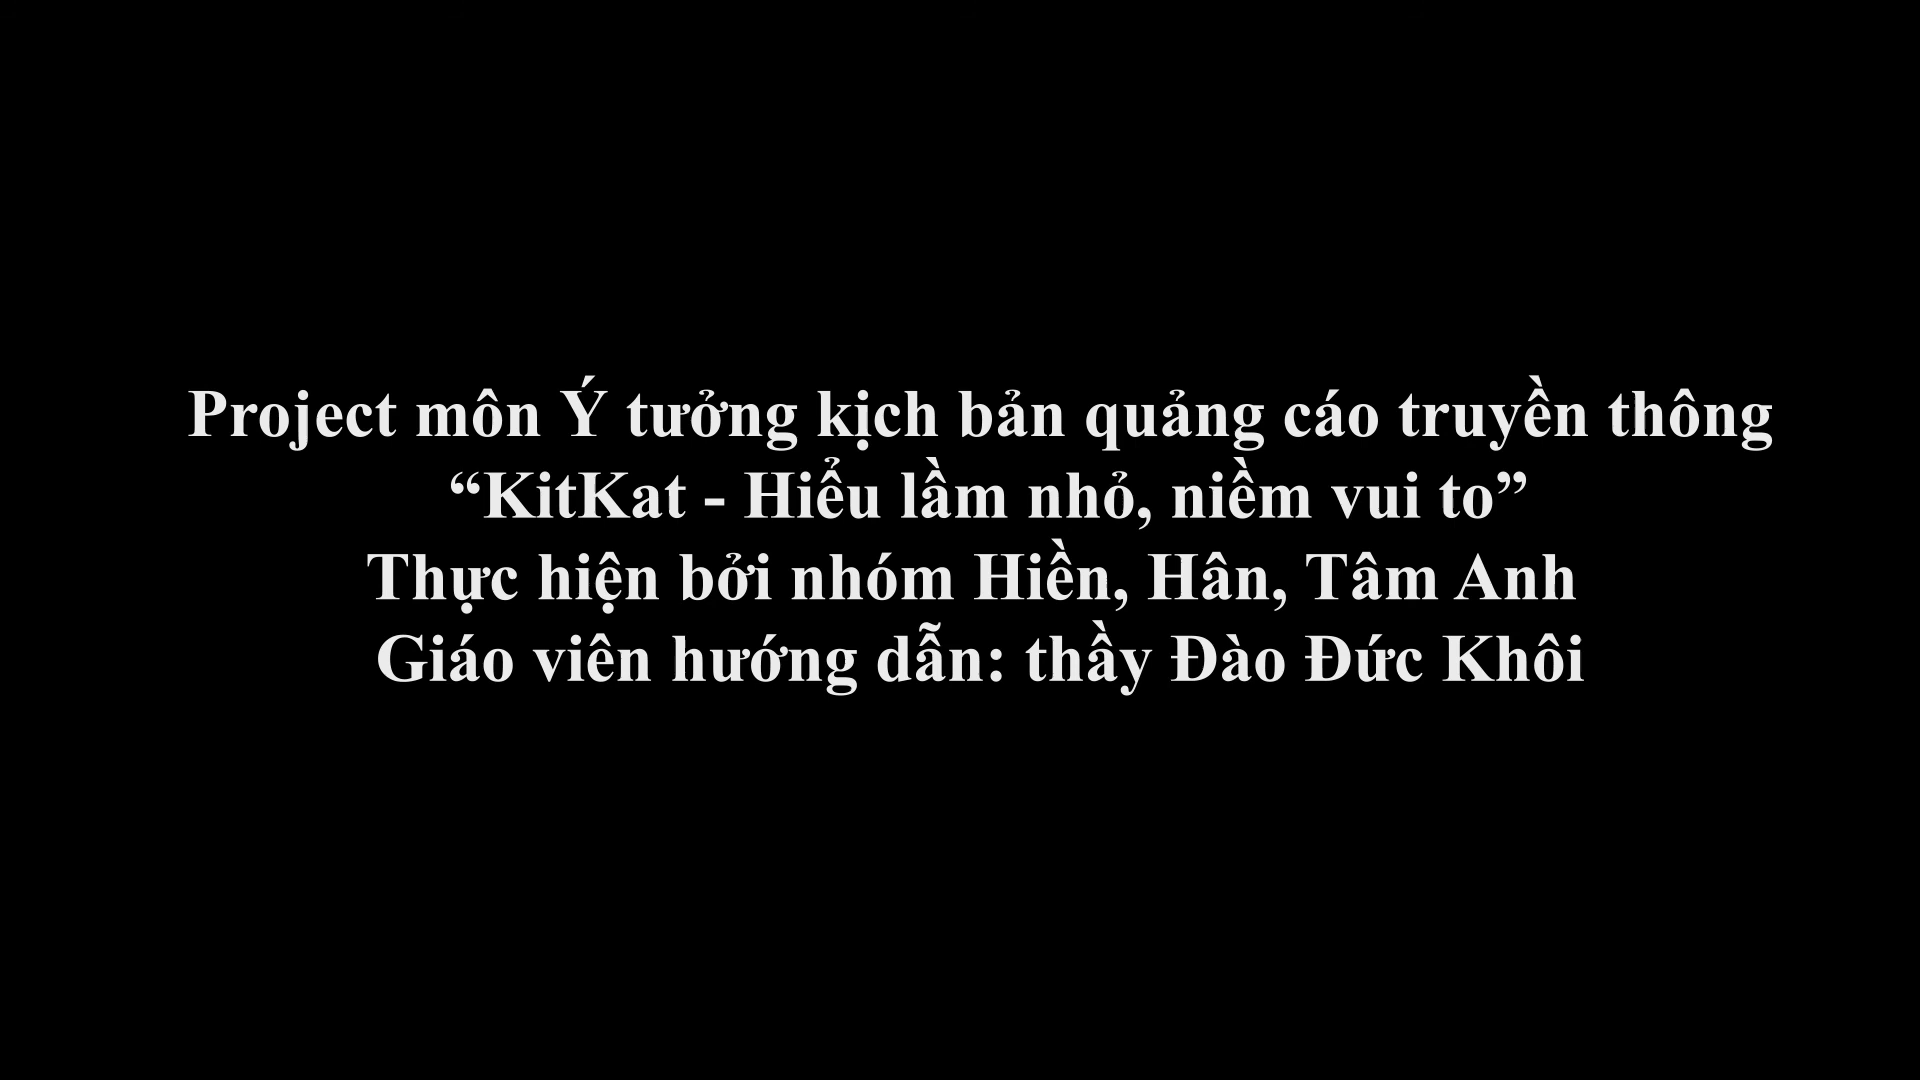 Project môn Ý tưởng kịch bản quảng cáo truyền thông
“KitKat - Hiểu lầm nhỏ, niềm vui to”
Thực hiện bởi nhóm Hiền, Hân, Tâm Anh
Giáo viên hướng dẫn: thầy Đào Đức Khôi